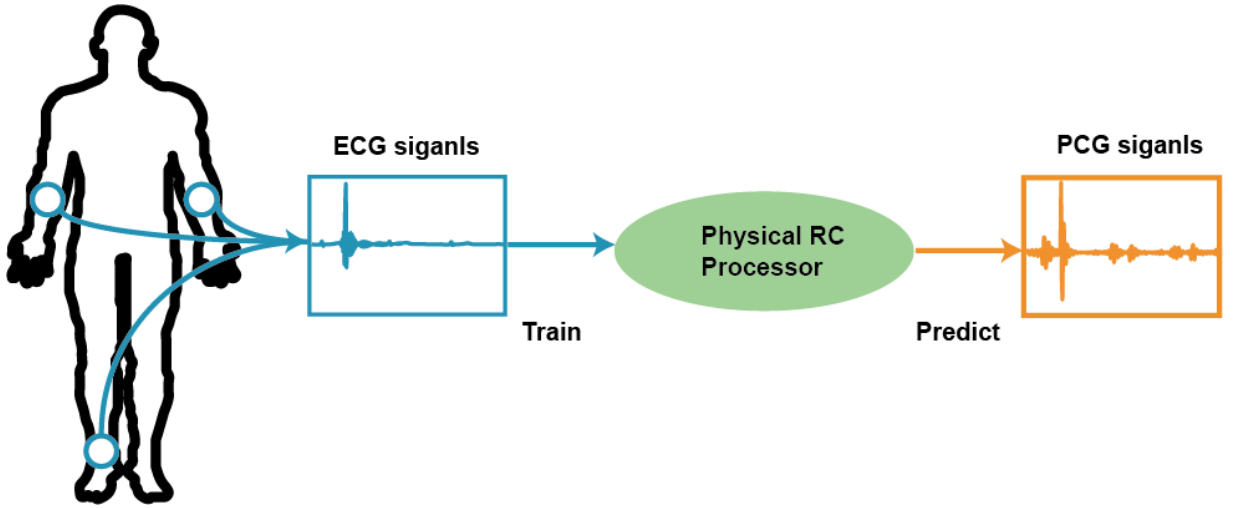 ECG siganls
PCG siganls
Physical RC
Processor
Train
Predict